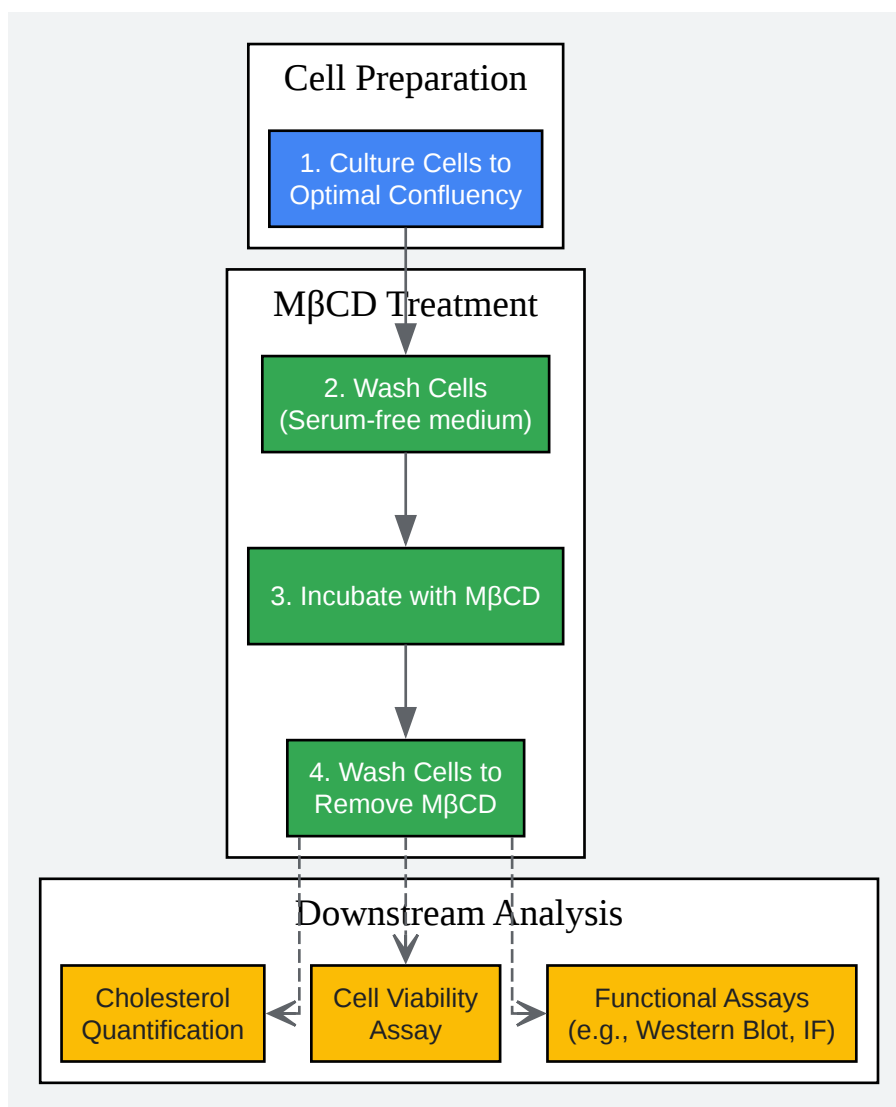 Cell Preparation
1. Culture Cells to
Optimal Confluency
MβCD Treatment
2. Wash Cells
(Serum-free medium)
3. Incubate with MβCD
4. Wash Cells to
Remove MβCD
Downstream Analysis
Cholesterol
Quantification
Cell Viability
Assay
Functional Assays
(e.g., Western Blot, IF)